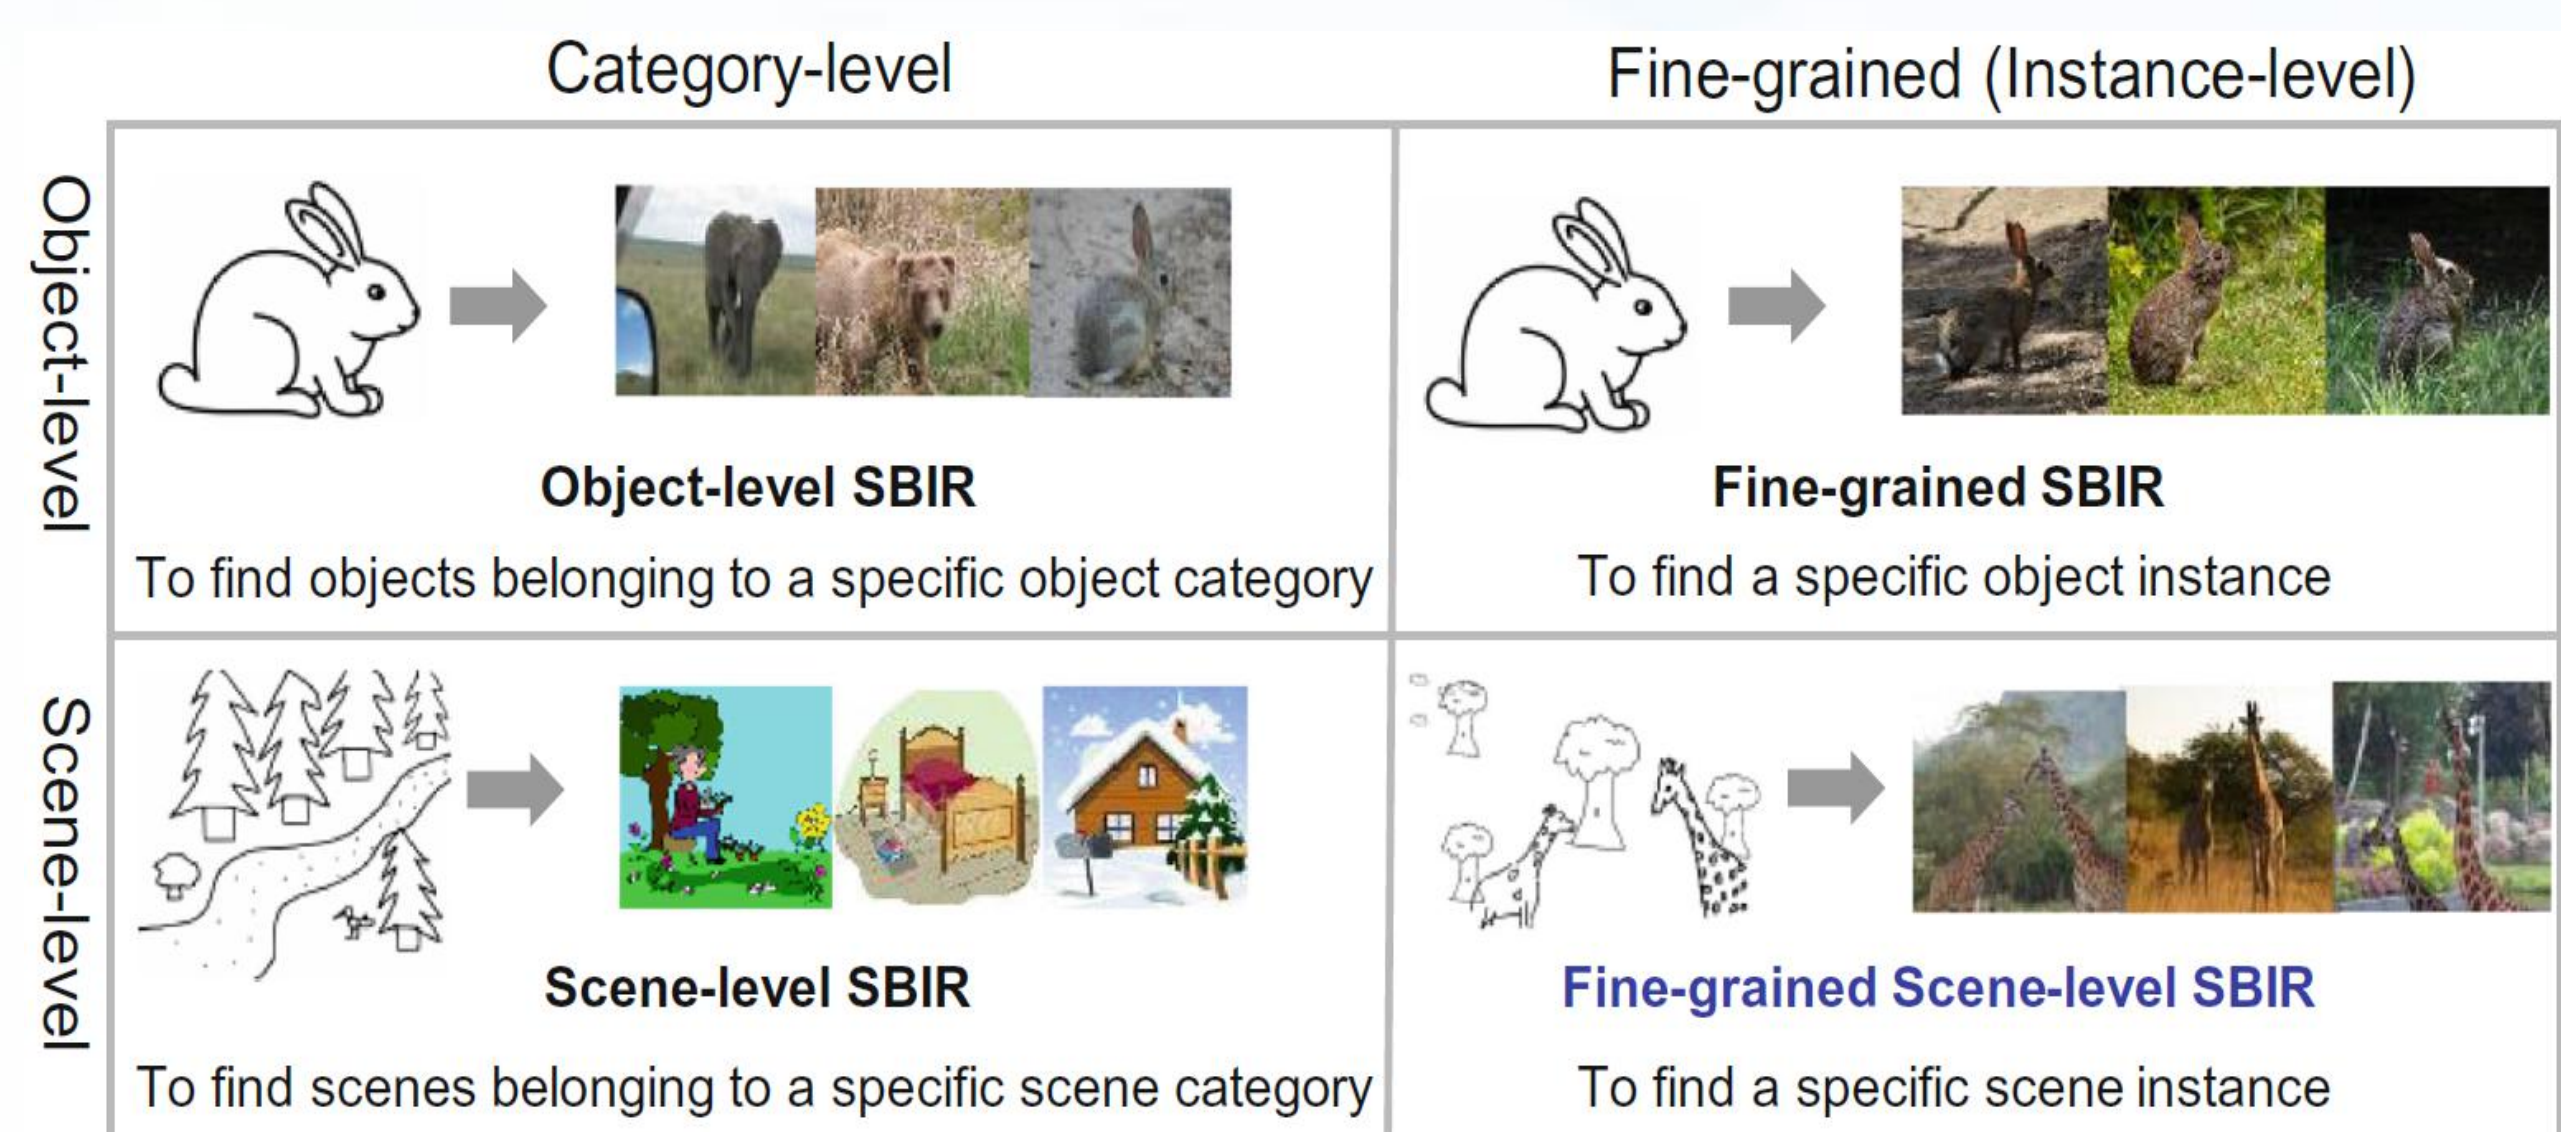 Category-level
Fine-grained (Instance-level)
Object-level
Object-level SBIR
To find objects belonging to a specific object category
Fine-grained SBIR
To find a specific object instance
Scene-level
Scene-level SBIR
To find scenes belonging to a specific scene category
Fine-grained Scene-level SBIR
To find a specific scene instance